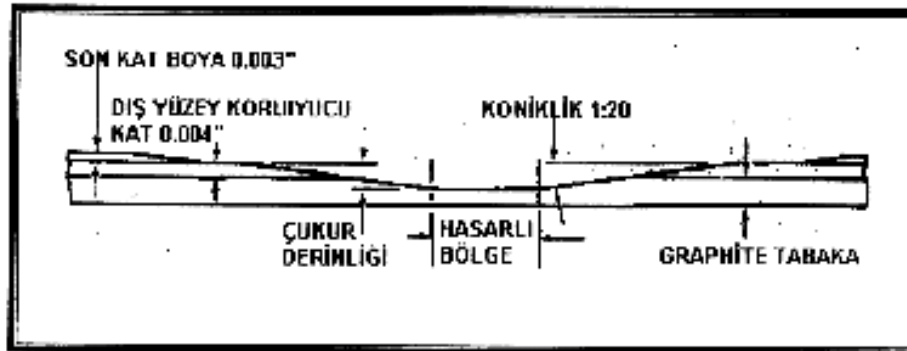 SON KAT BOYA 0.003"
DIŞ YÜZEY KORUYUCU
KAT 0.004"
KONİKLİK 1:20
ÇUKUR
DERİNLİĞİ
HASARLI
BÖLGE
GRAPHİTE TABAKA